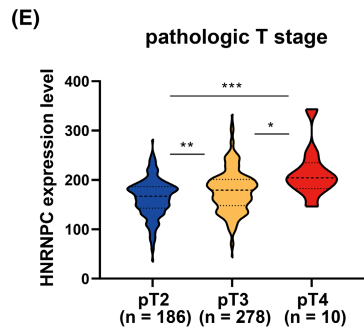 (E)
pathologic T stage
HNRNPC expression level
400
300
200
100
0
***
**
*
pT2 pT3 pT4
(n = 186) (n = 278) (n = 10)